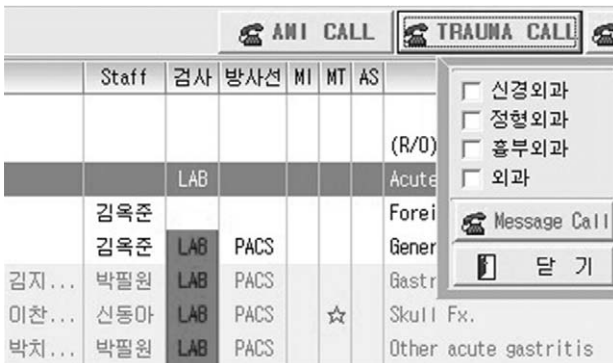 AMI CALL TRAUMA CALL
Staff 검사 방사선 MI MT AS
신경외과
정형외과
(R/O) 흉부외과
LAB Acute 외과
김옥준 Forei Message Call
김옥준 LAB PACS Gener 닫 기
김지... 박필원 LAB PACS Gastr
이찬... 신동아 LAB PACS ☆ Skull Fx.
박치... 박필원 LAB PACS Other acute gastritis